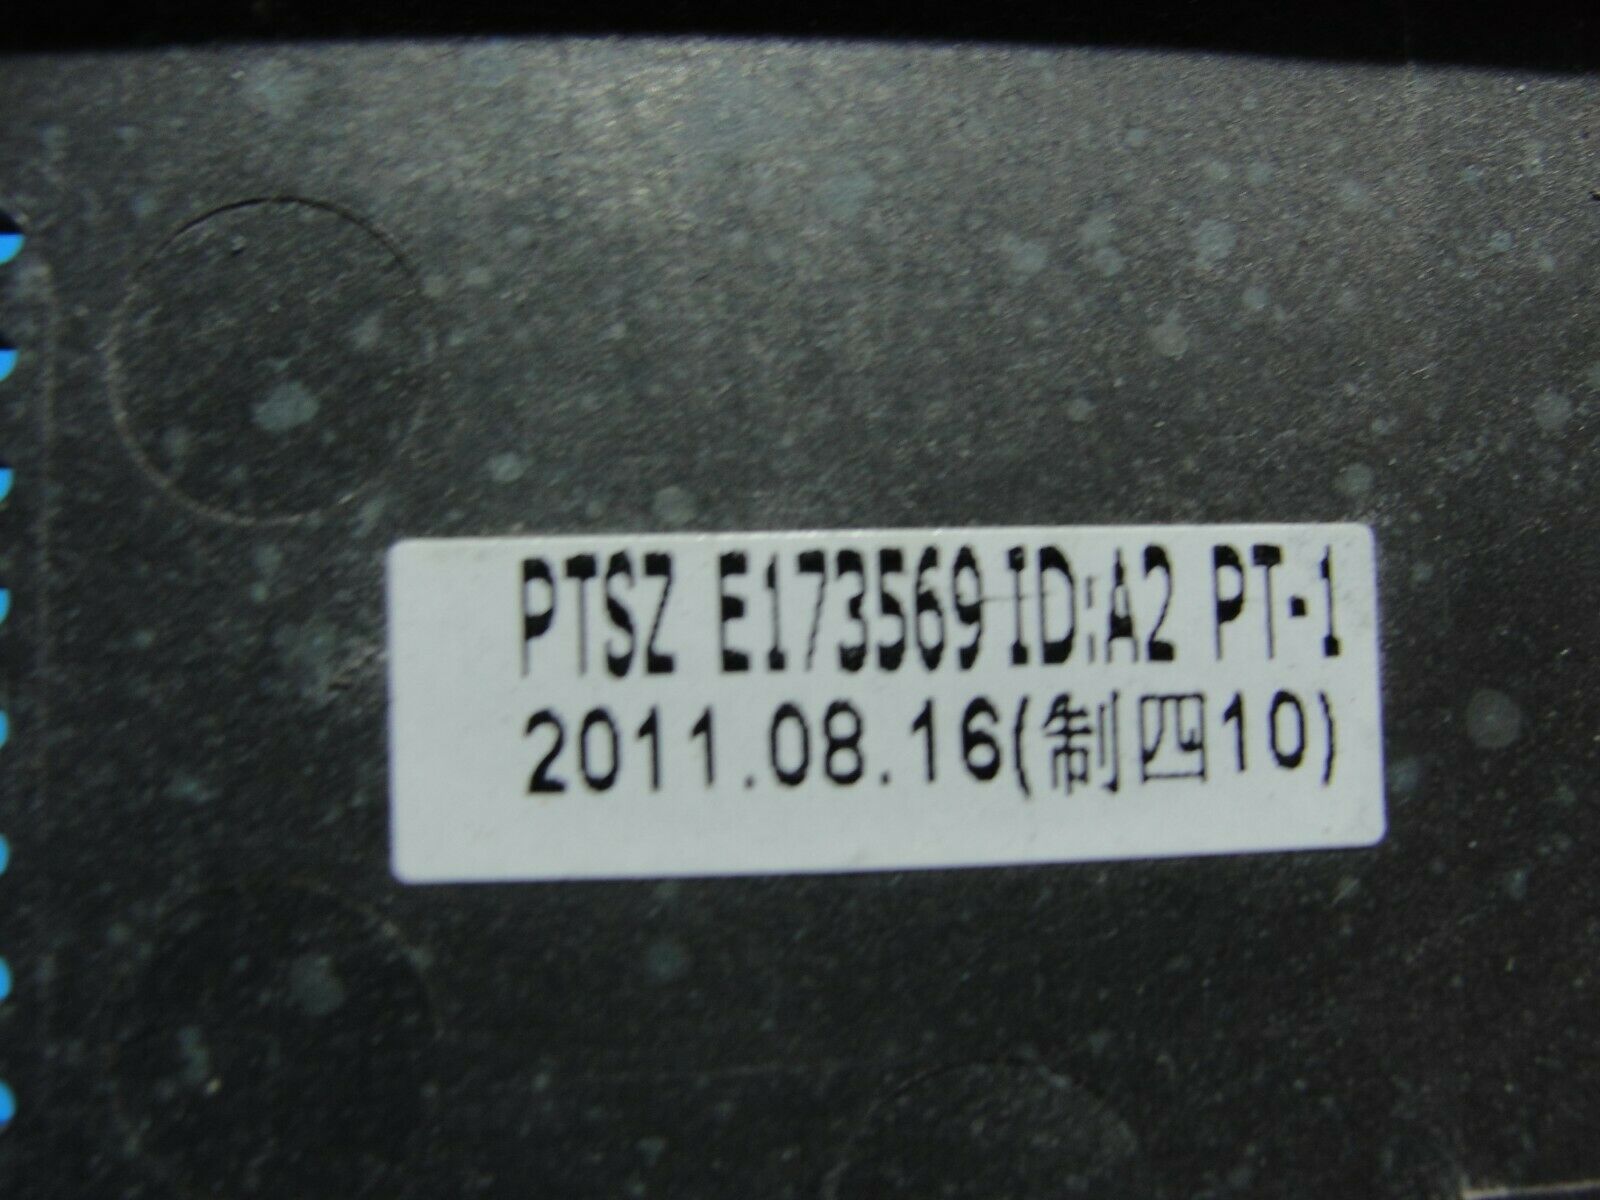 PTSZ E173569 ID:A2 PT-1
2011.08.16(制四10)